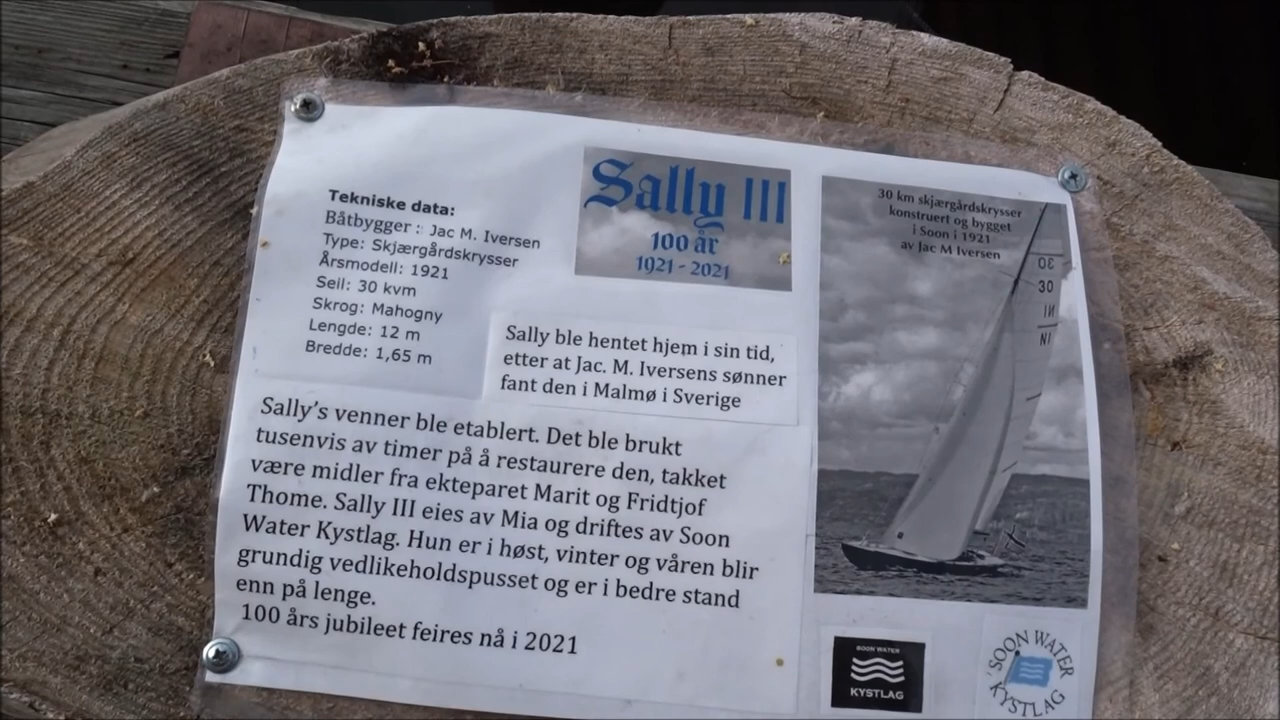 Tekniske data:
Båtbygger : Jac M. Iversen
Type: Skjærgårdskrysser
Årsmodell: 1921
Seil: 30 kvm
Skrog: Mahogny
Lengde: 12 m
Bredde: 1,65 m
Sally III
100 år
1921 - 2021
Sally ble hentet hjem i sin tid,
etter at Jac. M. Iversens sønner
fant den i Malmø i Sverige
Sally's venner ble etablert. Det ble brukt
tusenvis av timer på å restaurere den, takket
være midler fra ekteparet Marit og Fridtjof
Thome. Sally III eies av Mia og driftes av Soon
Water Kystlag. Hun er i høst, vinter og våren blir
grundig vedlikeholdspusset og er i bedre stand
enn på lenge.
100 års jubileet feires nå i 2021
30 km skjærgårdskrysser
konstruert og bygget
i Soon i 1921
av Jac M Iversen
30
30
IN
IN
SOON WATER
KYSTLAG
SOON WATER
KYSTLAG